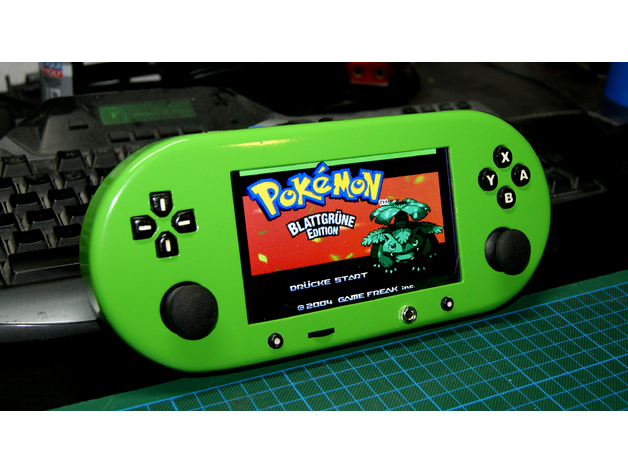 POKéMON
BLATTGRÜNE
EDITION
DRÜCKE START
© 2004 GAME FREAK inc.
X
Y A
B